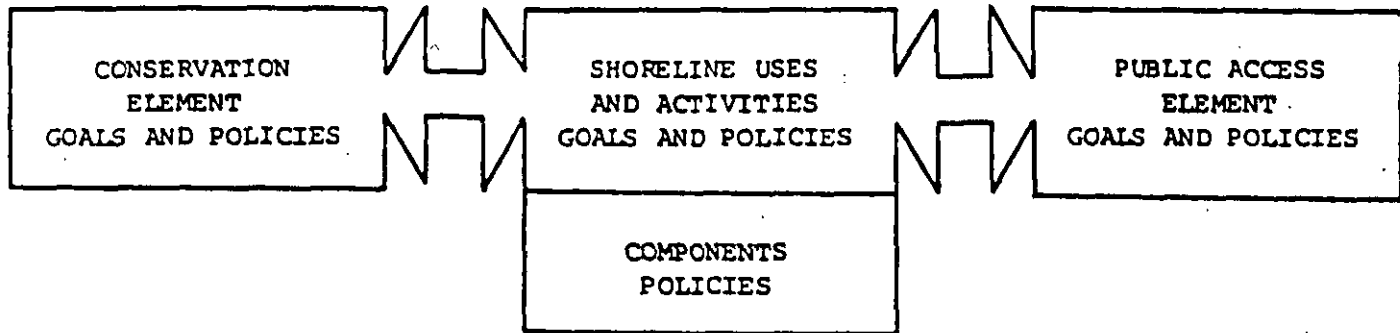 CONSERVATION
ELEMENT
GOALS AND POLICIES
SHORELINE USES
AND ACTIVITIES
GOALS AND POLICIES
PUBLIC ACCESS
ELEMENT
GOALS AND POLICIES
COMPONENTS
POLICIES